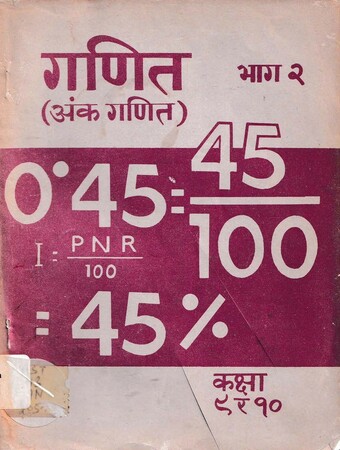 गणित
भाग २
(अंक गणित)
0·45 = 45/100
I = PNR/100
= 45%
कक्षा
९ र १०